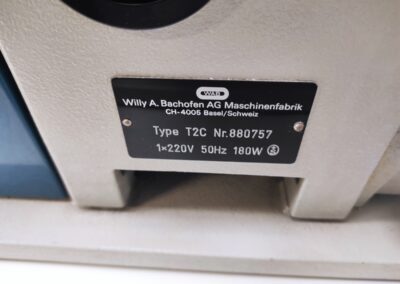 WAB
Willy A. Bachofen AG Maschinenfabrik
CH-4005 Basel/Schweiz
Type T2C Nr.880757
1×220V 50Hz 180W